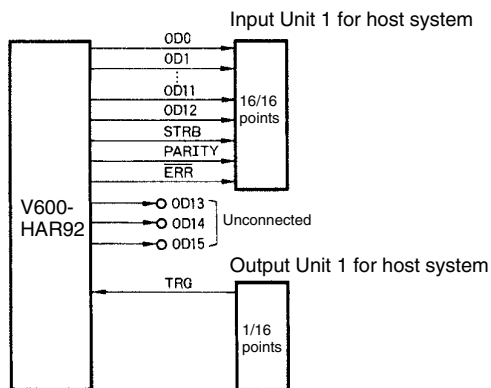 Input Unit 1 for host system
OD0
OD1
OD11
OD12
STRB
PARITY
ERR
16/16
points
V600-
HAR92
OD13
OD14
OD15
Unconnected
Output Unit 1 for host system
TRG
1/16
points